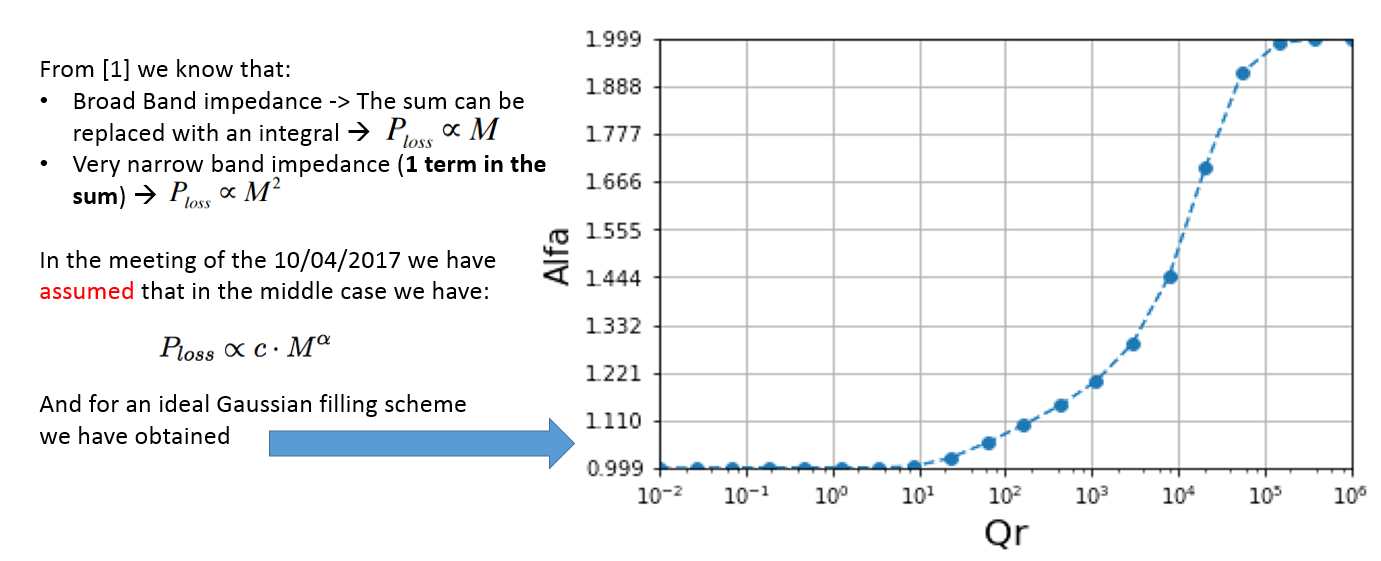 From [1] we know that:
• Broad Band impedance -> The sum can be
replaced with an integral → P_loss ∝ M
• Very narrow band impedance (1 term in the
sum) → P_loss ∝ M²
In the meeting of the 10/04/2017 we have
assumed that in the middle case we have:
P_loss ∝ c · M^α
And for an ideal Gaussian filling scheme
we have obtained
Alfa
1.999
1.888
1.777
1.666
1.555
1.444
1.332
1.221
1.110
0.999
10⁻² 10⁻¹ 10⁰ 10¹ 10² 10³ 10⁴ 10⁵ 10⁶
Qr